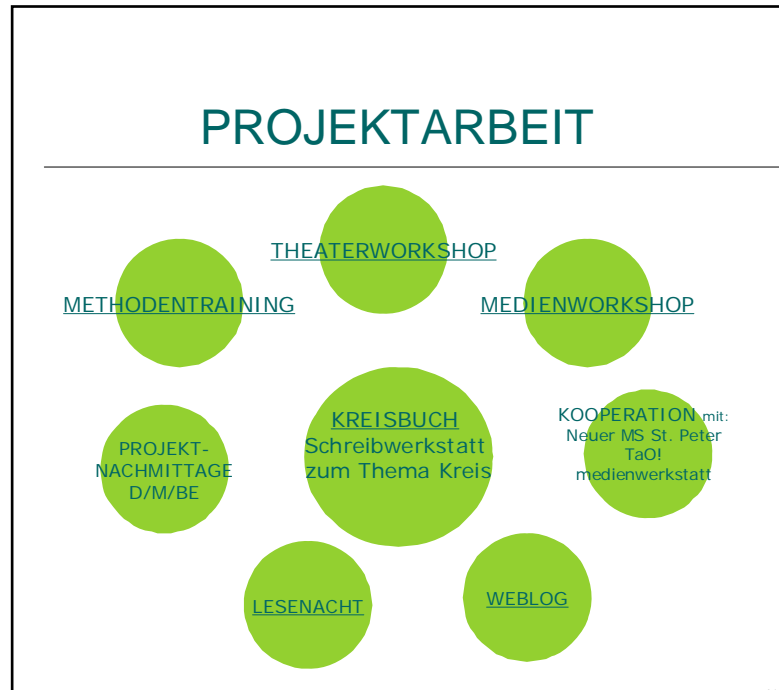 PROJEKTARBEIT
THEATERWORKSHOP
METHODENTRAINING
MEDIENWORKSHOP
KREISBUCH
Schreibwerkstatt
zum Thema Kreis
KOOPERATION mit:
Neuer MS St. Peter
TaO!
medienwerkstatt
PROJEKT-
NACHMITTAGE
D/M/BE
LESENACHT
WEBLOG